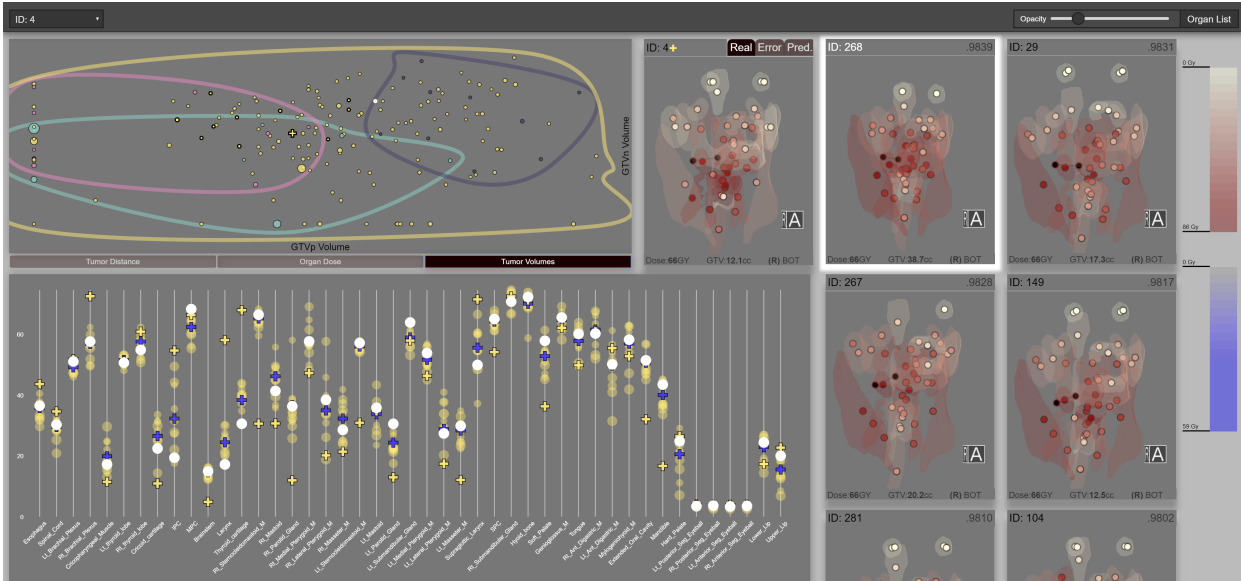 ID: 4
Opacity
Organ List
GTVn Volume
GTVp Volume
Tumor Distance
Organ Dose
Tumor Volumes
ID: 4
Real
Error
Pred.
Dose:66GY GTV:12.1cc (R) BOT
A
ID: 268 .9839
Dose:66GY GTV:38.7cc (R) BOT
A
ID: 29 .9831
Dose:66GY GTV:17.3cc (R) BOT
A
0 Gy
66 Gy
0 Gy
59 Gy
ID: 267 .9828
Dose:66GY GTV:20.2cc (R) BOT
A
ID: 149 .9817
Dose:66GY GTV:12.5cc (R) BOT
A
ID: 281 .9810
ID: 104 .9802
60
40
20
0
Esophagus
Spinal_Cord
Lt_Brachial_Plexus
Rt_Brachial_Plexus
Cricopharyngeal_Muscle
Lt_thyroid_lobe
Rt_thyroid_lobe
Cricoid_cartilage
IPC
MPC
Brainstem
Larynx
Thyroid_cartilage
Rt_Sternocleidomastoid_M
Rt_Mastoid
Rt_Parotid_Gland
Rt_Medial_Pterygoid_M
Rt_Lateral_Pterygoid_M
Rt_Masseter_M
Lt_Sternocleidomastoid_M
Lt_Mastoid
Lt_Parotid_Gland
Lt_Submandibular_Gland
Lt_Medial_Pterygoid_M
Lt_Lateral_Pterygoid_M
Lt_Masseter_M
Supraglottic_Larynx
SPC
Rt_Submandibular_Gland
Hyoid_bone
Soft_Palate
Genioglossus_M
Tongue
Rt_Ant_Digastric_M
Lt_Ant_Digastric_M
Mylogeniohyoid_M
Extended_Oral_Cavity
Mandible
Hard_Palate
Lt_Posterior_Seg_Eyeball
Rt_Posterior_Seg_Eyeball
Lt_Anterior_Seg_Eyeball
Rt_Anterior_Seg_Eyeball
Lower_Lip
Upper_Lip